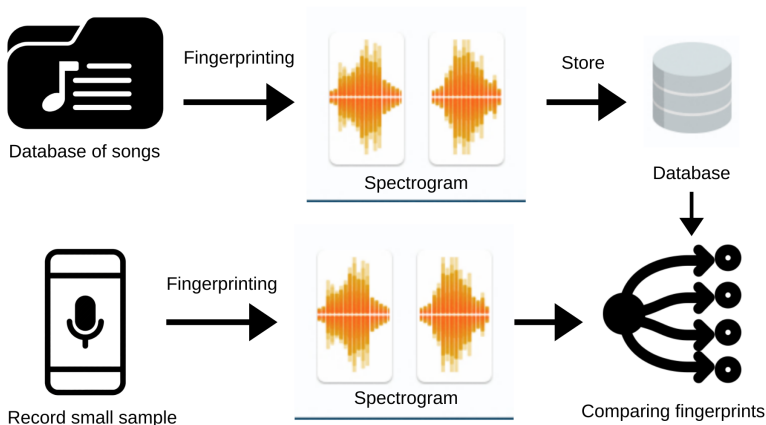 Fingerprinting
Store
Database of songs
Spectrogram
Database
Fingerprinting
Spectrogram
Record small sample
Comparing fingerprints